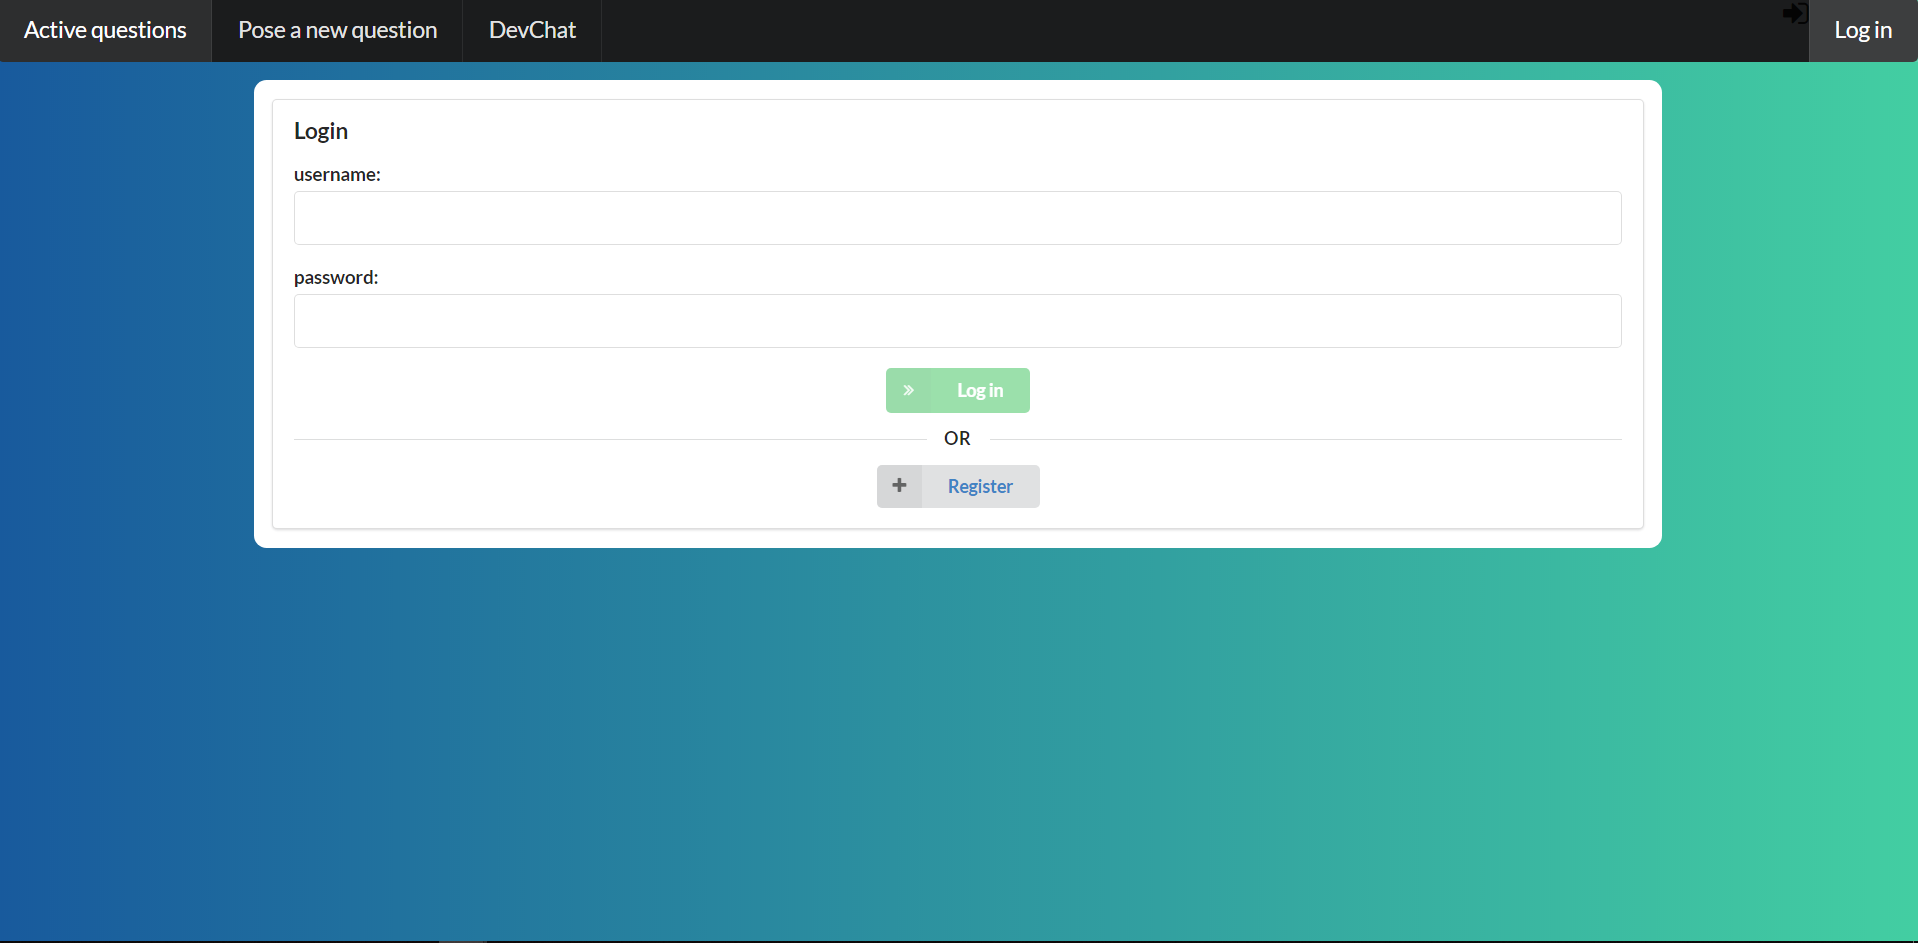 Active questions Pose a new question DevChat Log in
Login
username:
password:
Log in
OR
Register